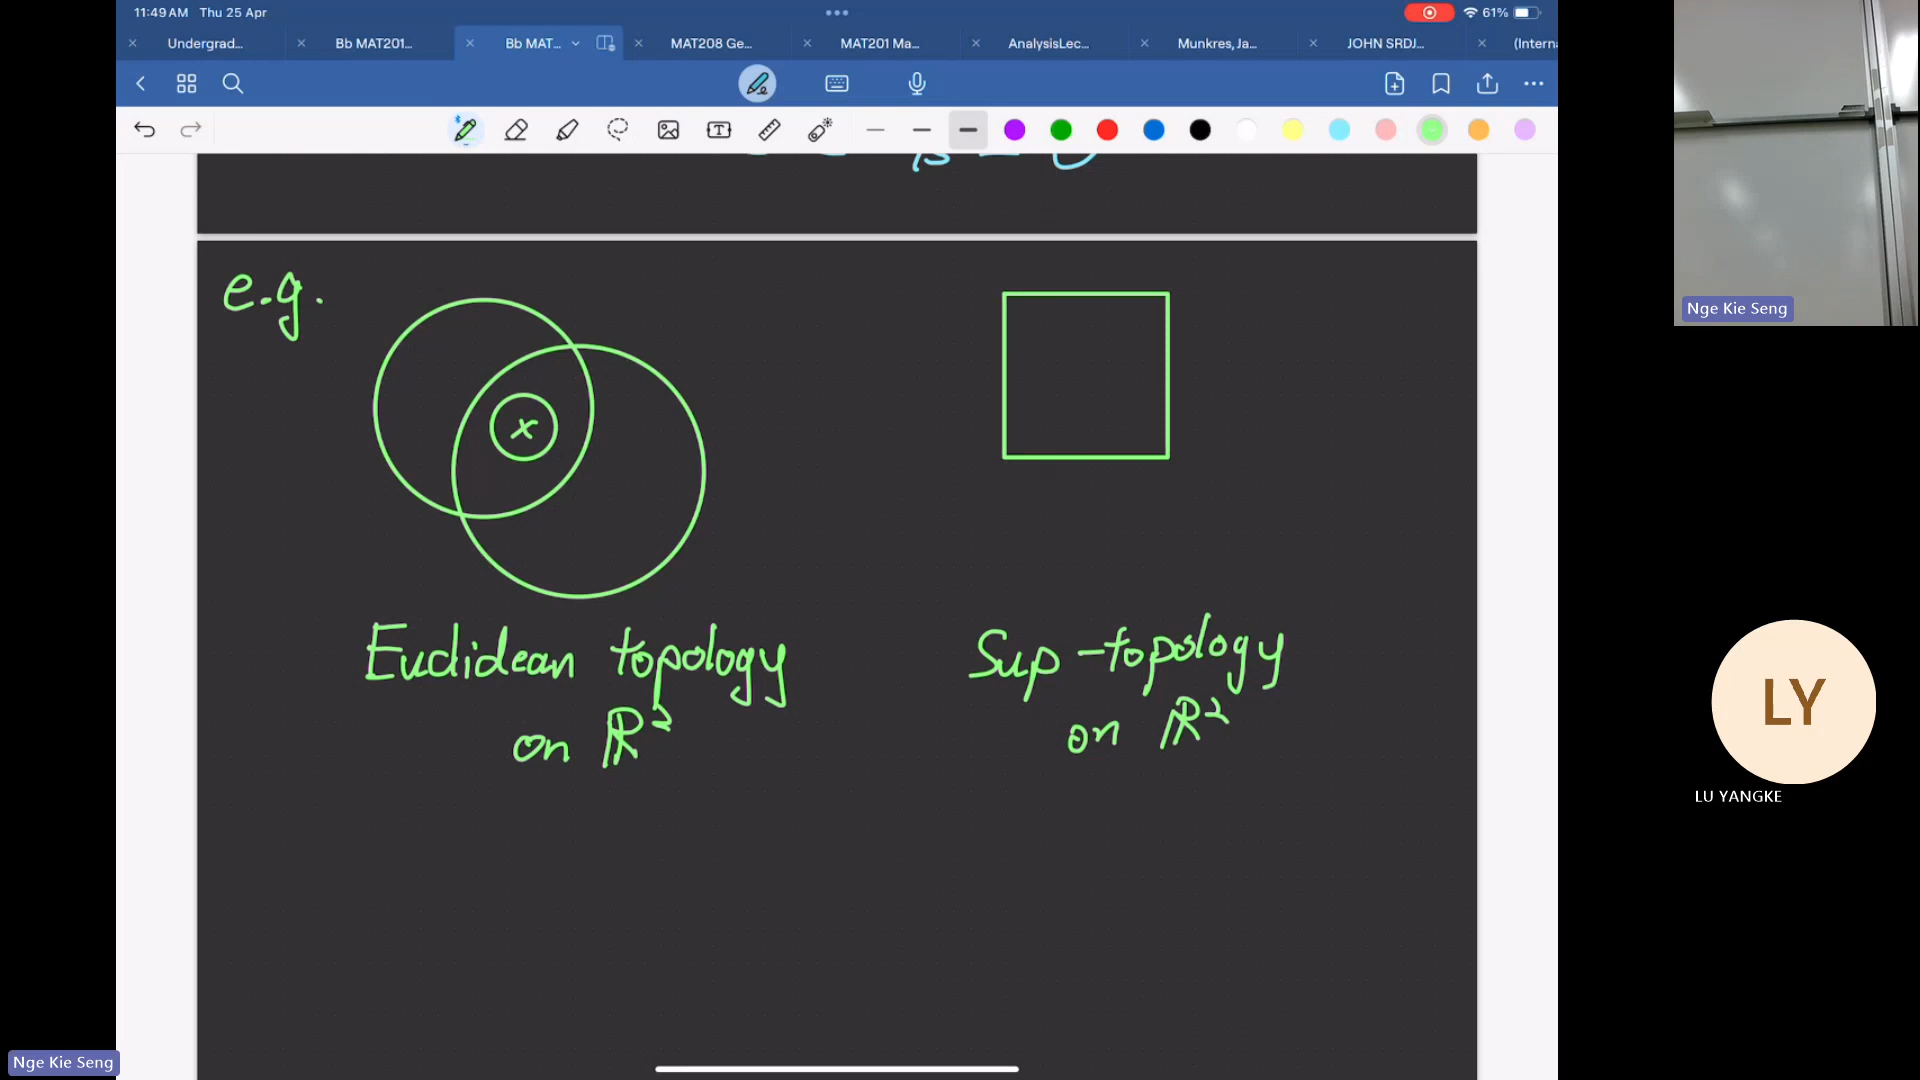 11:49 AM Thu 25 Apr
61%
Undergrad...
Bb MAT201...
Bb MAT...
MAT208 Ge...
MAT201 Ma...
AnalysisLec...
Munkres, Ja...
JOHN SRDJ...
(Intern
e.g.
x
Euclidean topology
on ℝ²
Sup-topology
on ℝ²
Nge Kie Seng
LY
LU YANGKE
Nge Kie Seng